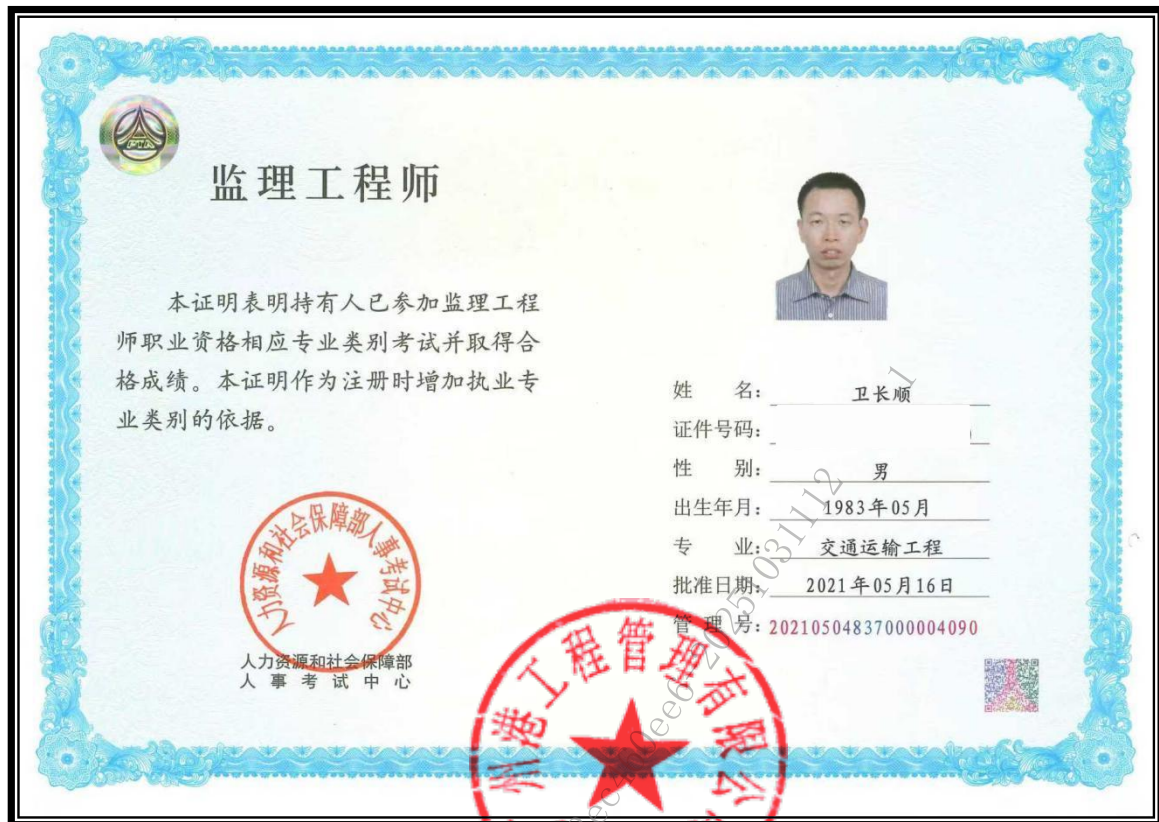 PTA
监理工程师
本证明表明持有人已参加监理工程
师职业资格相应专业类别考试并取得合
格成绩。本证明作为注册时增加执业专
业类别的依据。
姓 名: 卫长顺
证件号码:
性 别: 男
出生年月: 1983年05月
专 业: 交通运输工程
批准日期: 2021年05月16日
管 理 号: 20210504837000004090
人力资源和社会保障部人事考试中心
人力资源和社会保障部
人 事 考 试 中 心
州港工程管理有限公